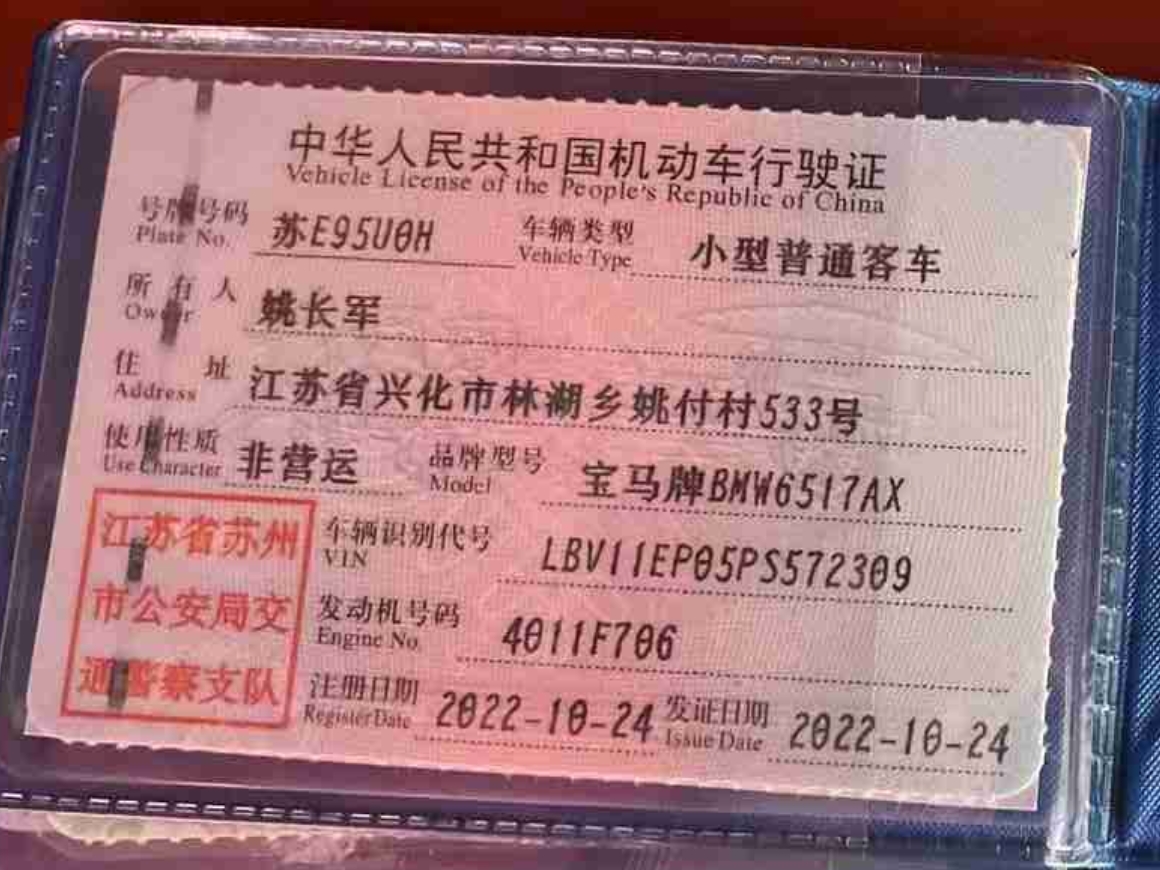 中华人民共和国机动车行驶证
Vehicle License of the People's Republic of China
号牌号码 苏E95U0H 车辆类型 小型普通客车
Plate No. Vehicle Type
所有人 姚长军
Owner
住址 江苏省兴化市林湖乡姚付村533号
Address
使用性质 非营运 品牌型号 宝马牌BMW6517AX
Use Character Model
江苏省苏州
市公安局交
通警察支队
车辆识别代号 LBV11EP05PS572309
VIN
发动机号码 4011F706
Engine No.
注册日期 2022-10-24 发证日期 2022-10-24
Register Date Issue Date